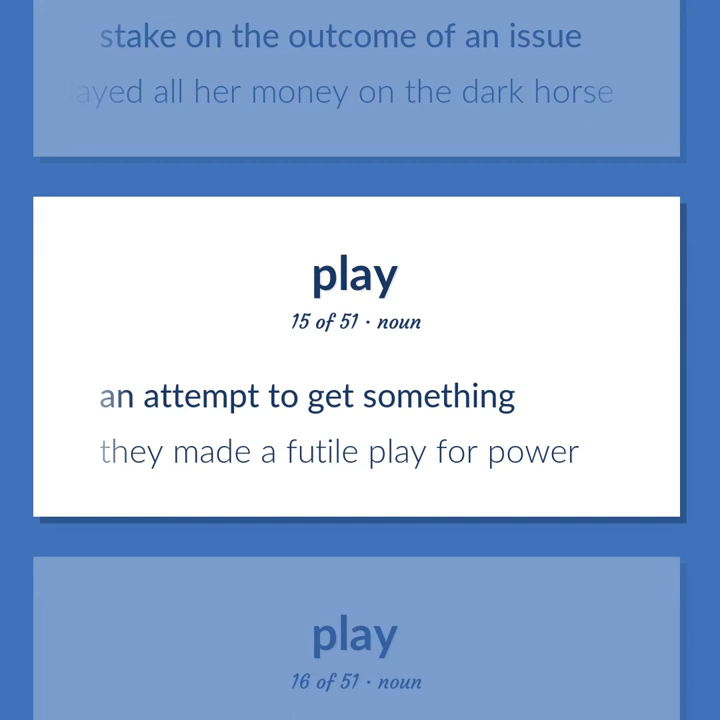 stake on the outcome of an issue
ayed all her money on the dark horse
play
15 of 51 · noun
an attempt to get something
they made a futile play for power
play
16 of 51 · noun